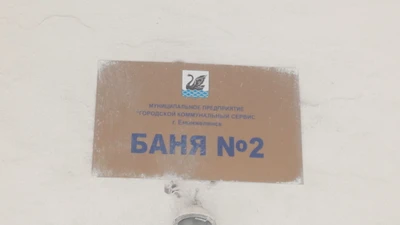 МУНИЦИПАЛЬНОЕ ПРЕДПРИЯТИЕ
"ГОРОДСКОЙ КОММУНАЛЬНЫЙ СЕРВИС
г.
БАНЯ №2